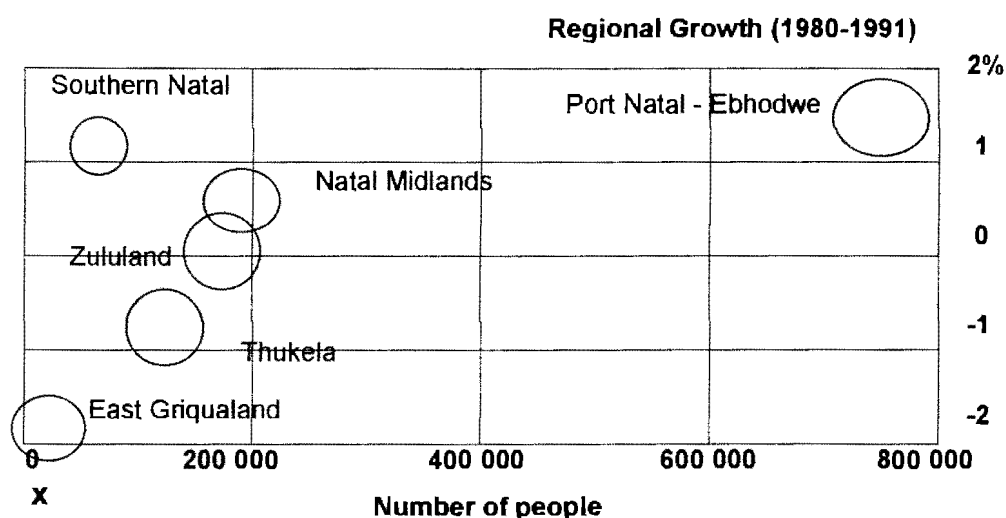 Regional Growth (1980-1991)
2%
Southern Natal
Port Natal - Ebhodwe
1
Natal Midlands
0
Zululand
-1
Thukela
East Griqualand
-2
0 200 000 400 000 600 000 800 000
X
Number of people